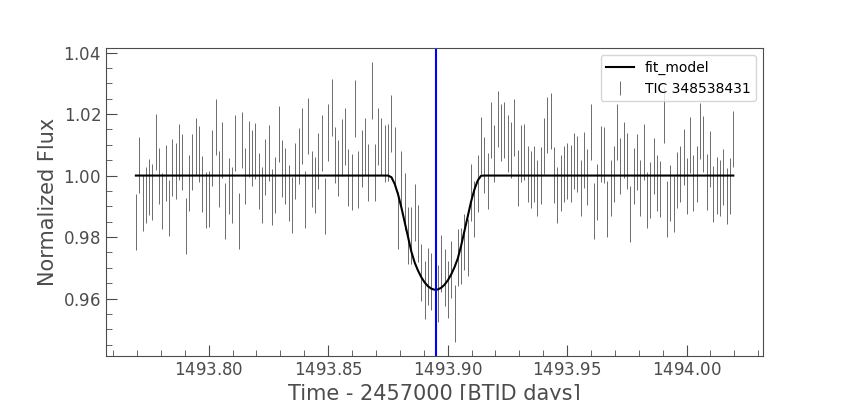 1.04
1.02
1.00
0.98
0.96
Normalized Flux
fit_model
TIC 348538431
1493.80 1493.85 1493.90 1493.95 1494.00
Time - 2457000 [BTJD days]